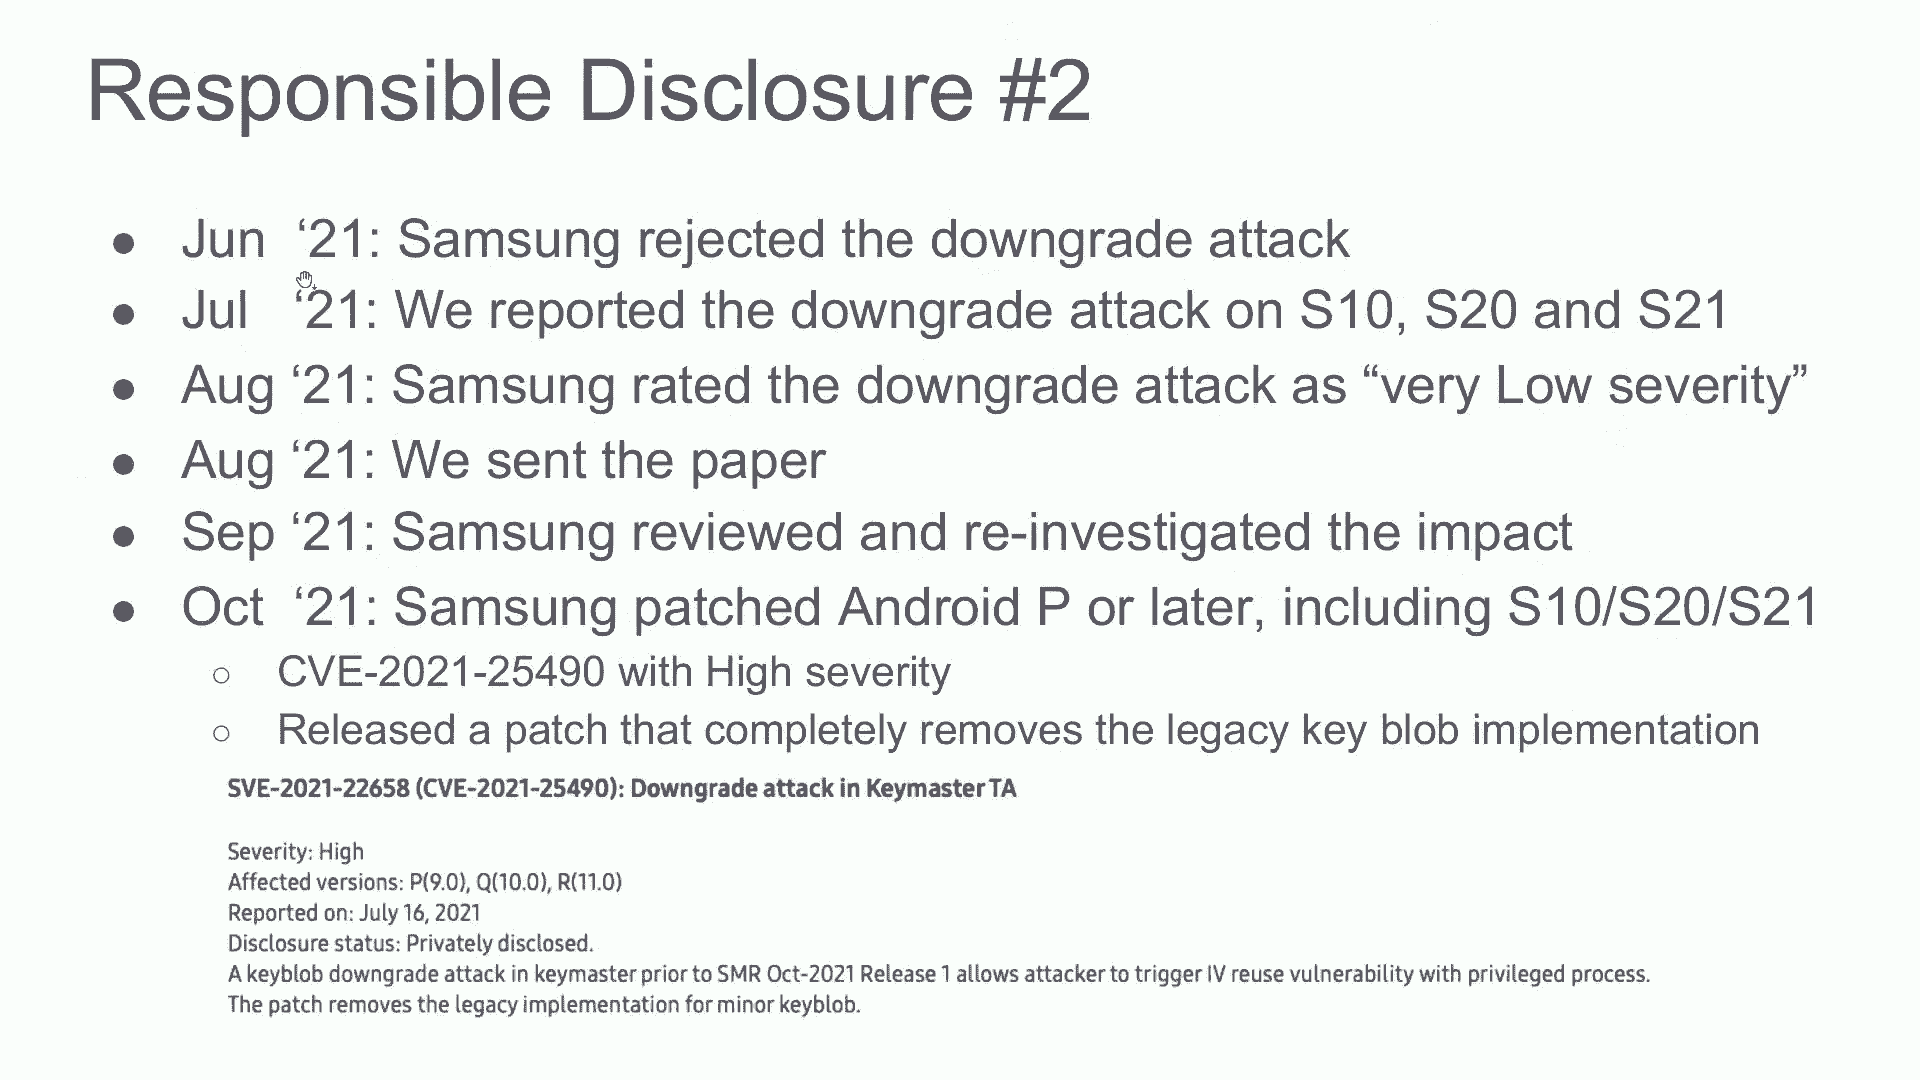 Responsible Disclosure #2
● Jun ‘21: Samsung rejected the downgrade attack
● Jul ‘21: We reported the downgrade attack on S10, S20 and S21
● Aug ‘21: Samsung rated the downgrade attack as “very Low severity”
● Aug ‘21: We sent the paper
● Sep ‘21: Samsung reviewed and re-investigated the impact
● Oct ‘21: Samsung patched Android P or later, including S10/S20/S21
○ CVE-2021-25490 with High severity
○ Released a patch that completely removes the legacy key blob implementation
SVE-2021-22658 (CVE-2021-25490): Downgrade attack in Keymaster TA
Severity: High
Affected versions: P(9.0), Q(10.0), R(11.0)
Reported on: July 16, 2021
Disclosure status: Privately disclosed.
A keyblob downgrade attack in keymaster prior to SMR Oct-2021 Release 1 allows attacker to trigger IV reuse vulnerability with privileged process.
The patch removes the legacy implementation for minor keyblob.